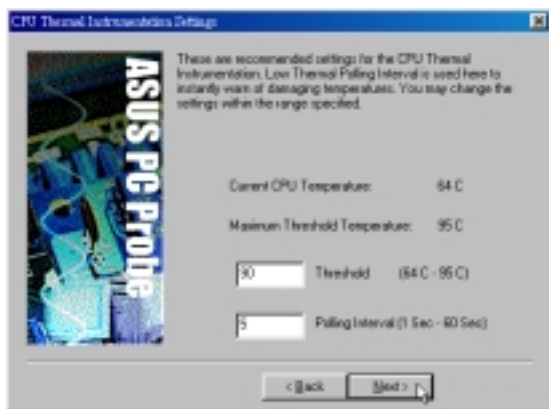 CPU Thermal Instrumentation Settings
ASUS PC Probe
These are recommended settings for the CPU Thermal
Instrumentation. Low Thermal Polling Interval is used here to
instantly warn of damaging temperatures. You may change the
settings within the range specified.
Current CPU Temperature: 64 C
Maximum Threshold Temperature: 95 C
90 Threshold (64 C - 95 C)
5 Polling Interval (1 Sec - 60 Sec)
< Back Next >